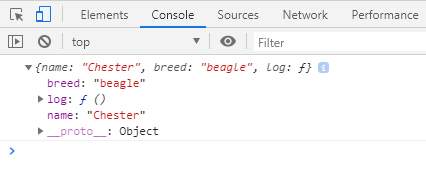 Elements Console Sources Network Performance
top ▼ Filter
▼{name: "Chester", breed: "beagle", log: ƒ} i
breed: "beagle"
▶ log: ƒ ()
name: "Chester"
▶ __proto__: Object
>